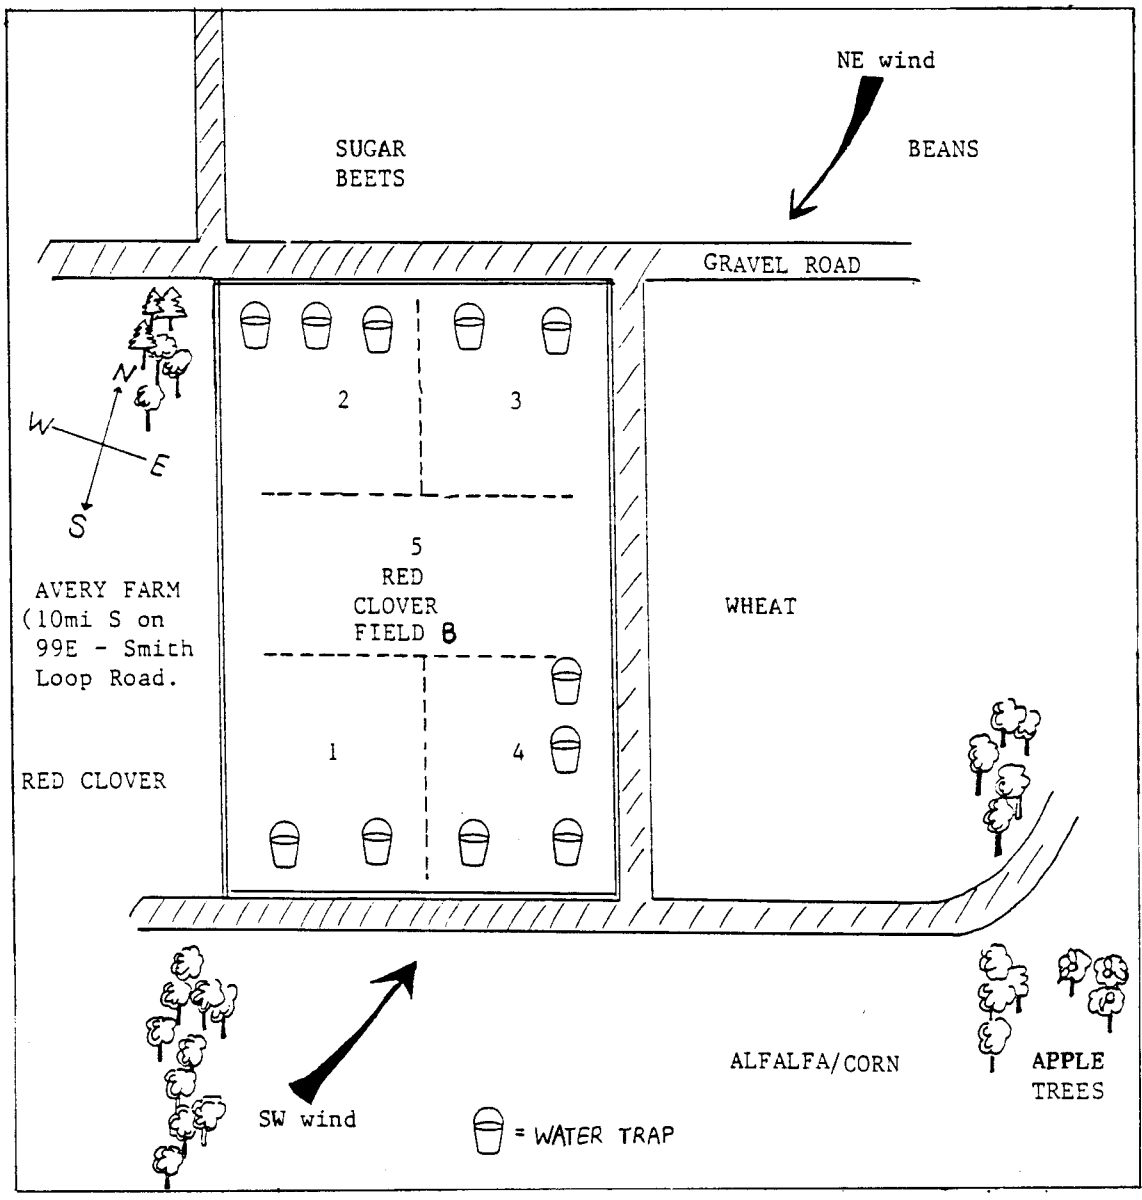 NE wind
SUGAR
BEETS
BEANS
GRAVEL ROAD
2
3
N
W
E
S
5
RED
CLOVER
FIELD B
AVERY FARM
(10mi S on
99E - Smith
Loop Road.
WHEAT
1
4
RED CLOVER
ALFALFA/CORN
APPLE
TREES
SW wind
= WATER TRAP